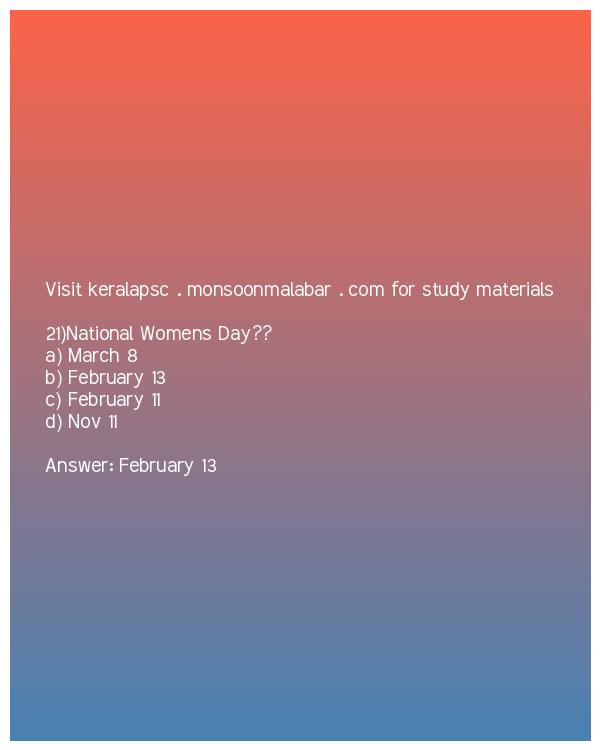 Visit keralapsc . monsoonmalabar . com for study materials
21)National Womens Day??
a) March 8
b) February 13
c) February 11
d) Nov 11
Answer: February 13